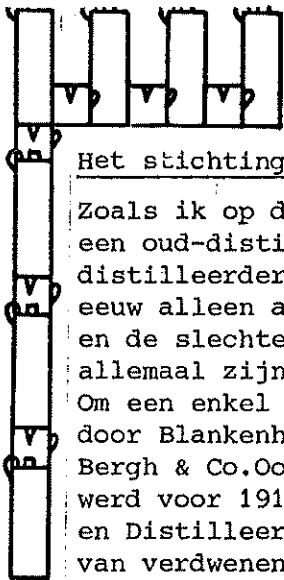 Het stichting
Zoals ik op d
een oud-disti
distilleerder
eeuw alleen a
en de slechte
allemaal zijn
Om een enkel
door Blankenh
Bergh & Co.Oo
werd voor 191
en Distilleer
van verdwenen